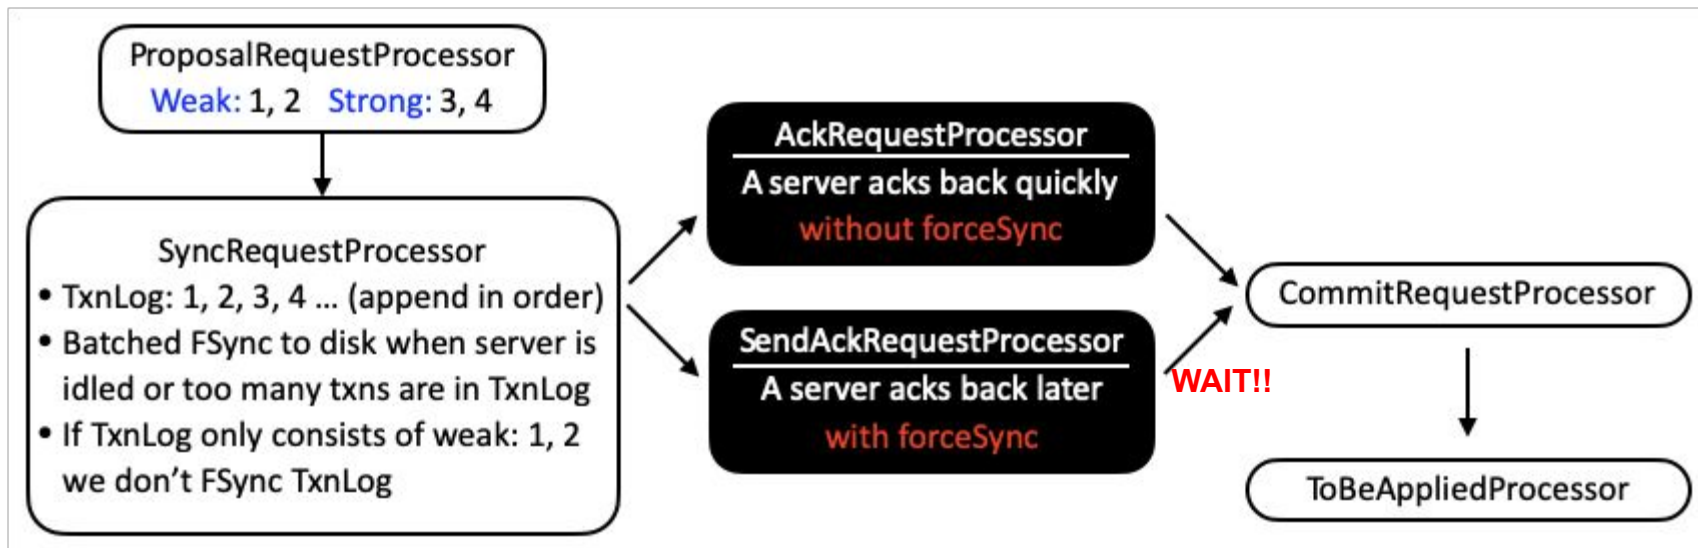 ProposalRequestProcessor
Weak: 1, 2 Strong: 3, 4
SyncRequestProcessor
• TxnLog: 1, 2, 3, 4 ... (append in order)
• Batched FSync to disk when server is
idled or too many txns are in TxnLog
• If TxnLog only consists of weak: 1, 2
we don't FSync TxnLog
AckRequestProcessor
A server acks back quickly
without forceSync
SendAckRequestProcessor
A server acks back later
with forceSync
WAIT!!
CommitRequestProcessor
ToBeAppliedProcessor